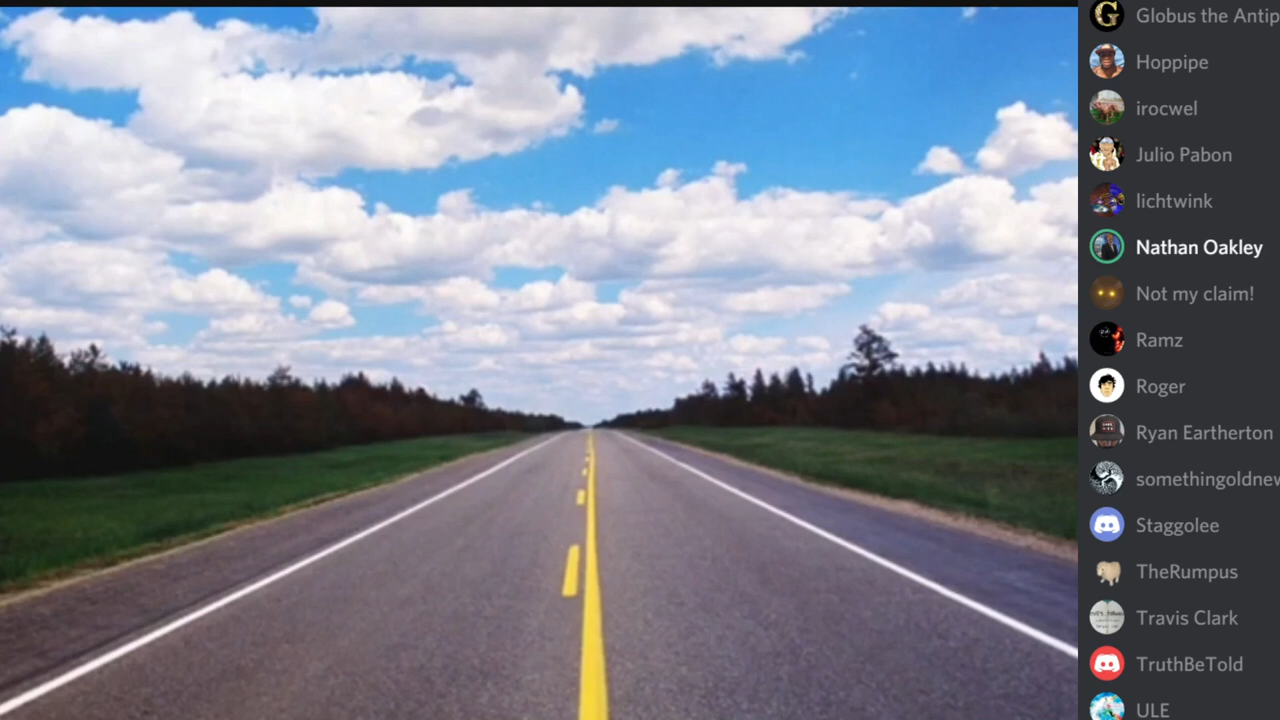 Globus the Antip
Hoppipe
irocwel
Julio Pabon
lichtwink
Nathan Oakley
Not my claim!
Ramz
Roger
Ryan Eartherton
somethingoldnew
Staggolee
TheRumpus
Travis Clark
TruthBeTold
ULE